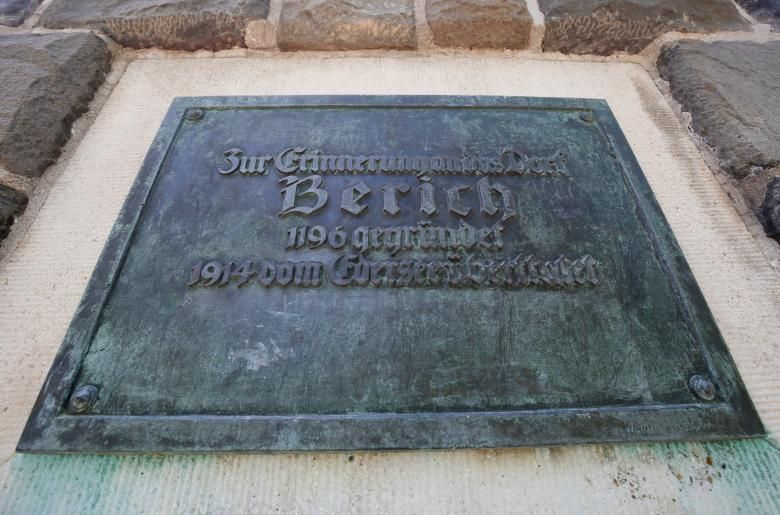 Zur Erinnerung an das Dorf
Berich
1196 gegründet
1914 vom Edersee überflutet